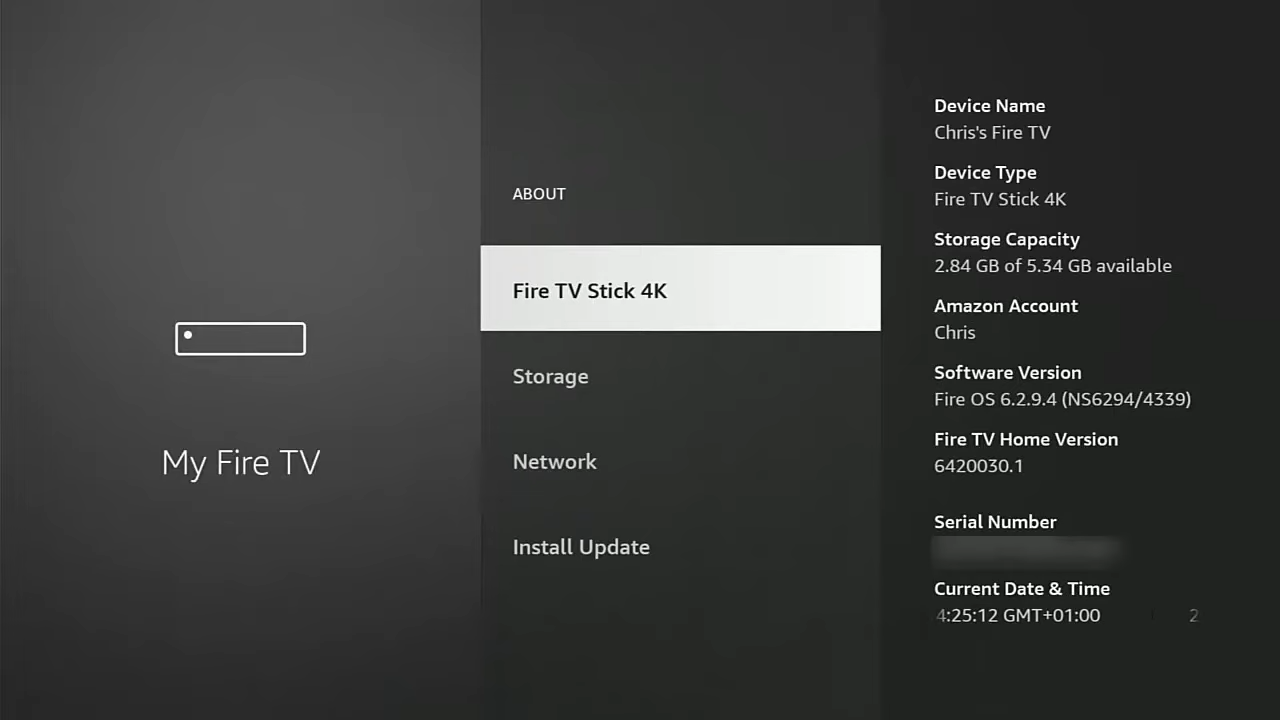 My Fire TV
ABOUT
Fire TV Stick 4K
Storage
Network
Install Update
Device Name
Chris's Fire TV
Device Type
Fire TV Stick 4K
Storage Capacity
2.84 GB of 5.34 GB available
Amazon Account
Chris
Software Version
Fire OS 6.2.9.4 (NS6294/4339)
Fire TV Home Version
6420030.1
Serial Number
Current Date & Time
4:25:12 GMT+01:00 2